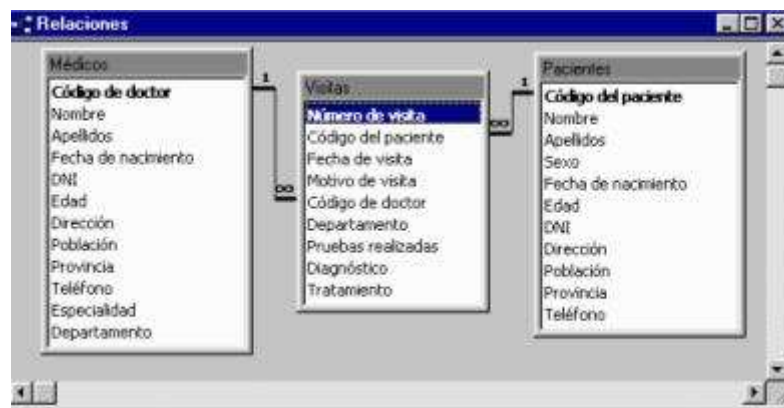 Relaciones
Médicos
Código de doctor
Nombre
Apellidos
Fecha de nacimiento
DNI
Edad
Dirección
Población
Provincia
Teléfono
Especialidad
Departamento
1
∞
Visitas
Número de visita
Código del paciente
Fecha de visita
Motivo de visita
Código de doctor
Departamento
Pruebas realizadas
Diagnóstico
Tratamiento
1
∞
Pacientes
Código del paciente
Nombre
Apellidos
Sexo
Fecha de nacimiento
Edad
DNI
Dirección
Población
Provincia
Teléfono